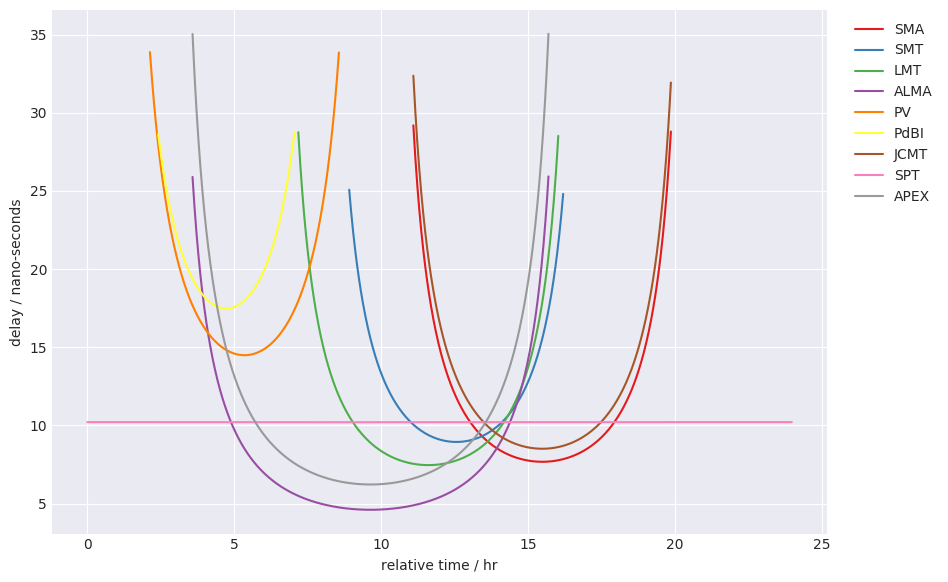 35
30
25
20
15
10
5
delay / nano-seconds
0
5
10
15
20
25
relative time / hr
SMA
SMT
LMT
ALMA
PV
PdBI
JCMT
SPT
APEX